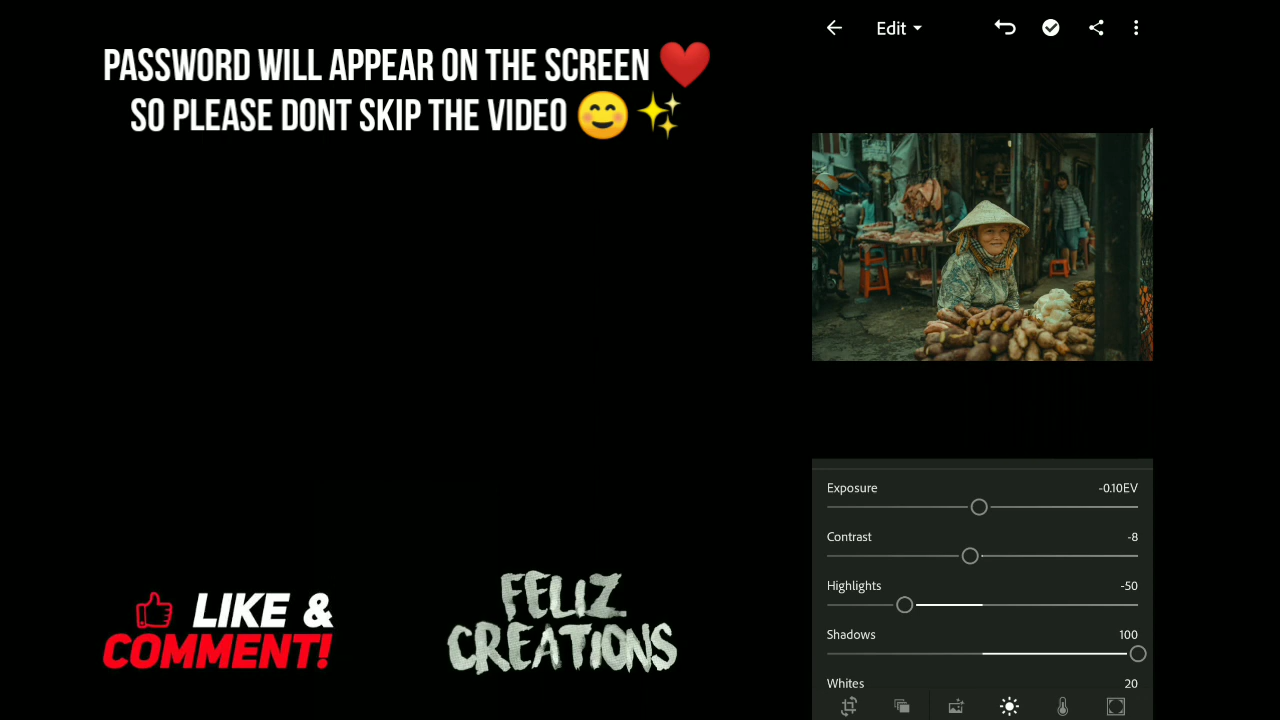 PASSWORD WILL APPEAR ON THE SCREEN ❤️
SO PLEASE DONT SKIP THE VIDEO 😊✨
LIKE &
COMMENT!
FELIZ
CREATIONS
Edit
Exposure -0.10EV
Contrast -8
Highlights -50
Shadows 100
Whites 20